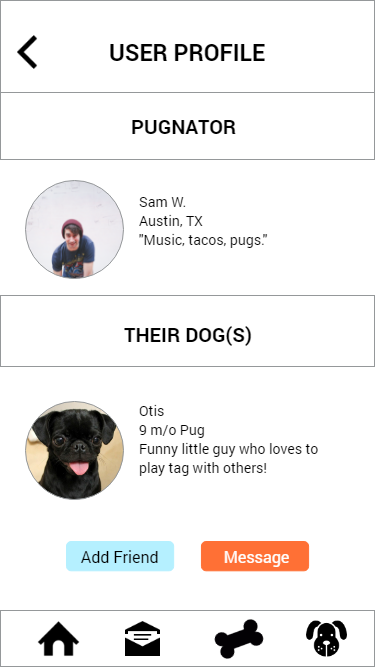 USER PROFILE
PUGNATOR
Sam W.
Austin, TX
"Music, tacos, pugs."
THEIR DOG(S)
Otis
9 m/o Pug
Funny little guy who loves to
play tag with others!
Add Friend
Message